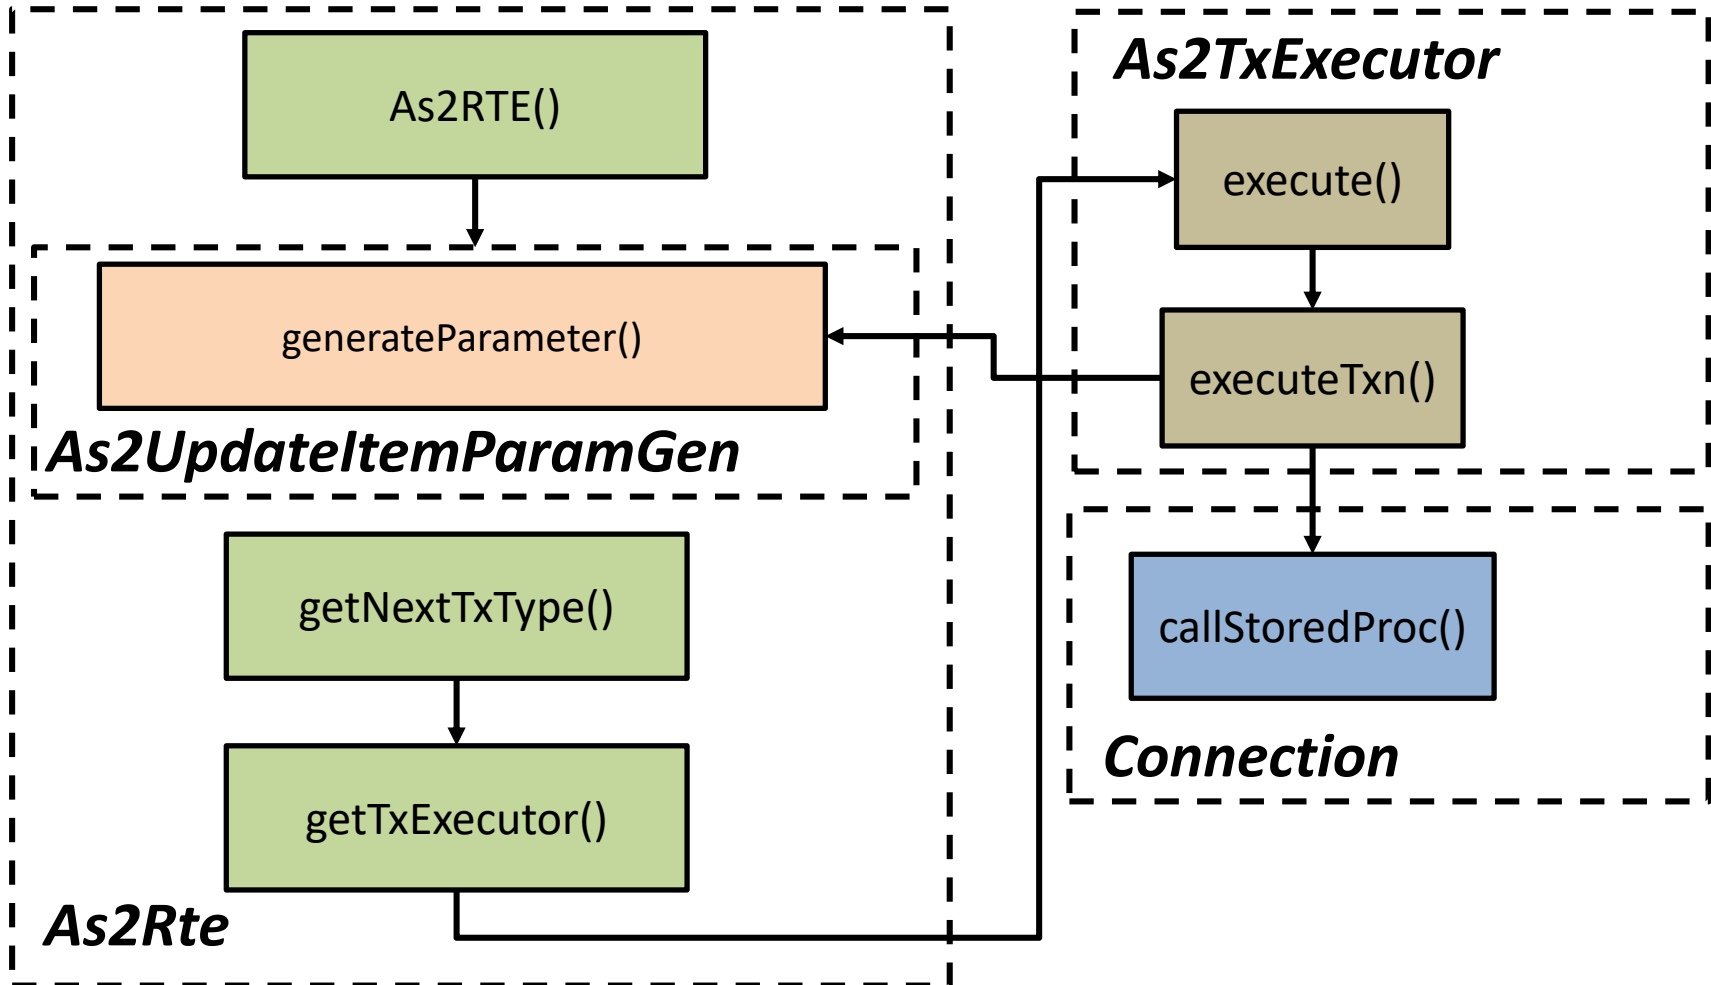 As2RTE()
generateParameter()
As2UpdateItemParamGen
getNextTxType()
getTxExecutor()
As2Rte
As2TxExecutor
execute()
executeTxn()
callStoredProc()
Connection